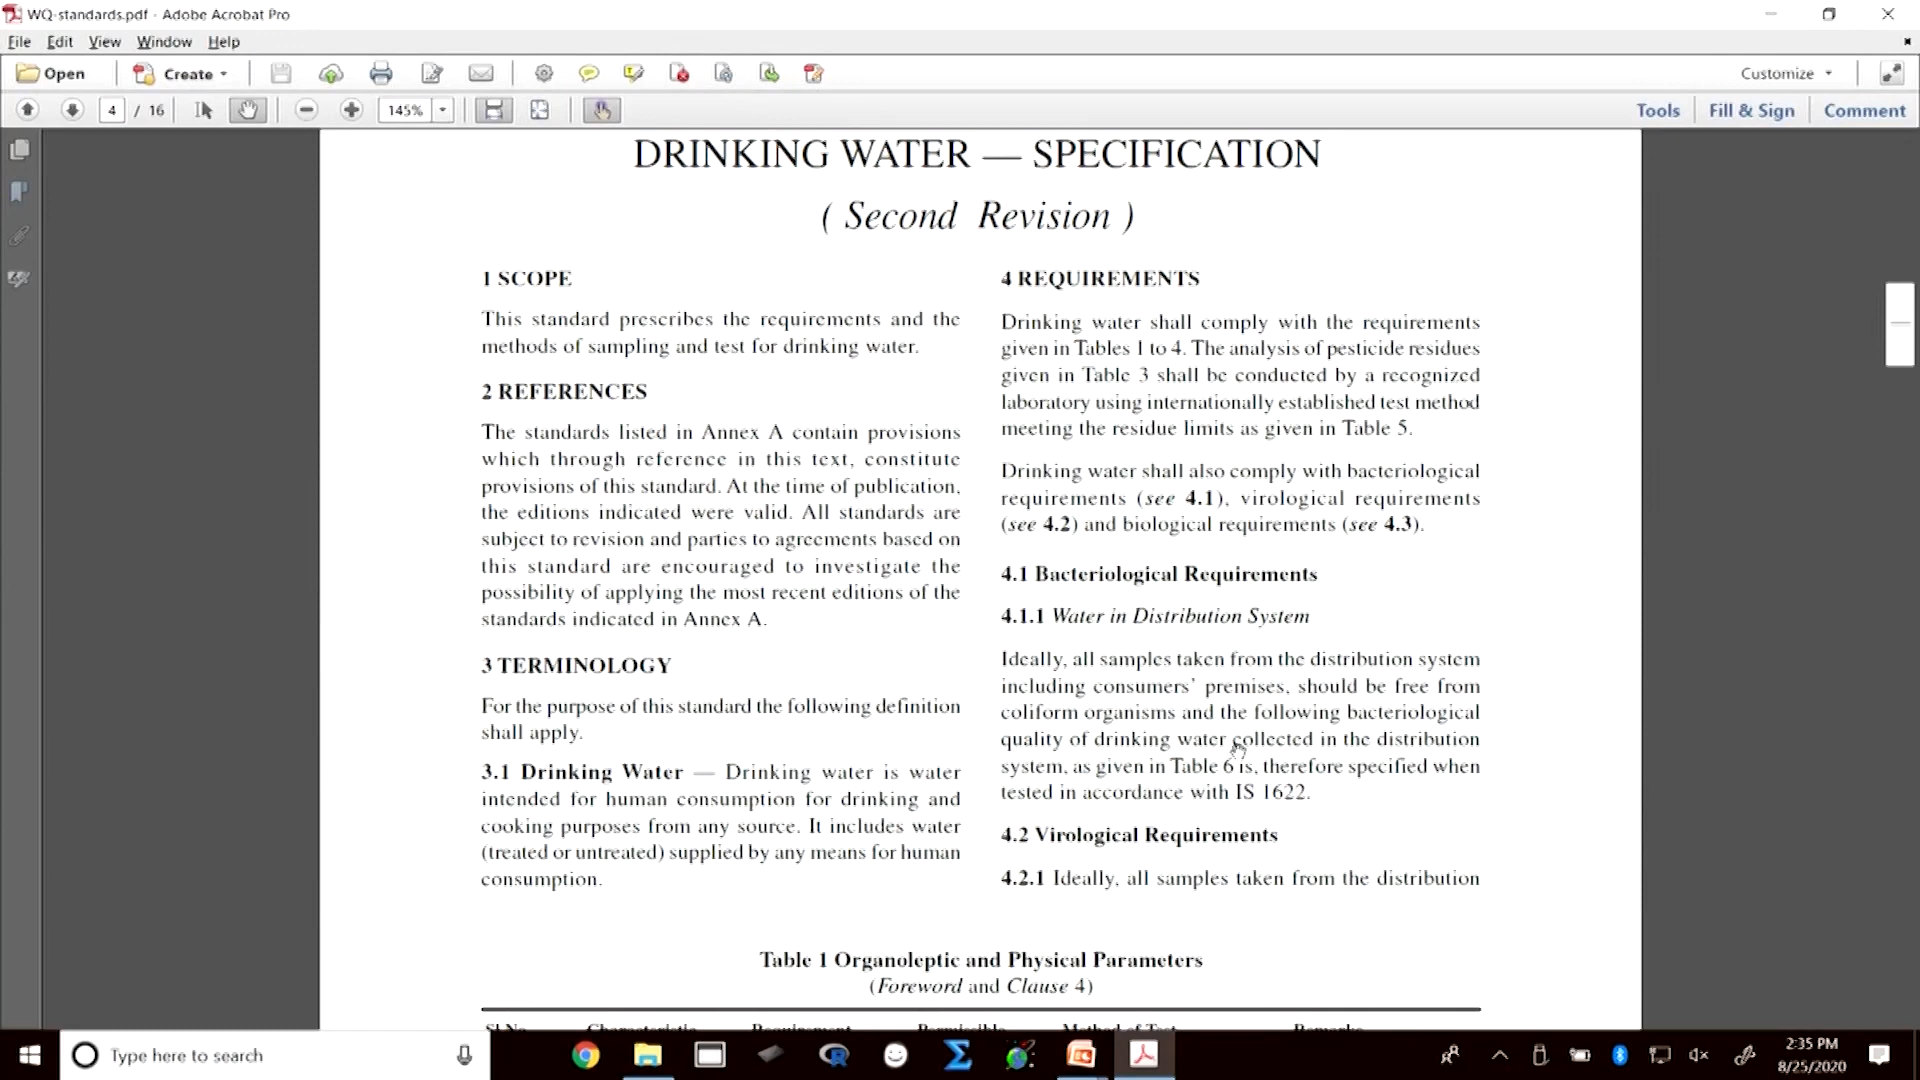 WQ-standards.pdf - Adobe Acrobat Pro
File Edit View Window Help
Open Create Customize
4 / 16 145% Tools Fill & Sign Comment
DRINKING WATER — SPECIFICATION
( Second Revision )
1 SCOPE
This standard prescribes the requirements and the
methods of sampling and test for drinking water.
2 REFERENCES
The standards listed in Annex A contain provisions
which through reference in this text, constitute
provisions of this standard. At the time of publication,
the editions indicated were valid. All standards are
subject to revision and parties to agreements based on
this standard are encouraged to investigate the
possibility of applying the most recent editions of the
standards indicated in Annex A.
3 TERMINOLOGY
For the purpose of this standard the following definition
shall apply.
3.1 Drinking Water — Drinking water is water
intended for human consumption for drinking and
cooking purposes from any source. It includes water
(treated or untreated) supplied by any means for human
consumption.
4 REQUIREMENTS
Drinking water shall comply with the requirements
given in Tables 1 to 4. The analysis of pesticide residues
given in Table 3 shall be conducted by a recognized
laboratory using internationally established test method
meeting the residue limits as given in Table 5.
Drinking water shall also comply with bacteriological
requirements (see 4.1), virological requirements
(see 4.2) and biological requirements (see 4.3).
4.1 Bacteriological Requirements
4.1.1 Water in Distribution System
Ideally, all samples taken from the distribution system
including consumers' premises, should be free from
coliform organisms and the following bacteriological
quality of drinking water collected in the distribution
system, as given in Table 6 is, therefore specified when
tested in accordance with IS 1622.
4.2 Virological Requirements
4.2.1 Ideally, all samples taken from the distribution
Table 1 Organoleptic and Physical Parameters
(Foreword and Clause 4)
Sl No. Characteristic Requirement Permissible Method of Test Remarks
Type here to search
2:35 PM
8/25/2020